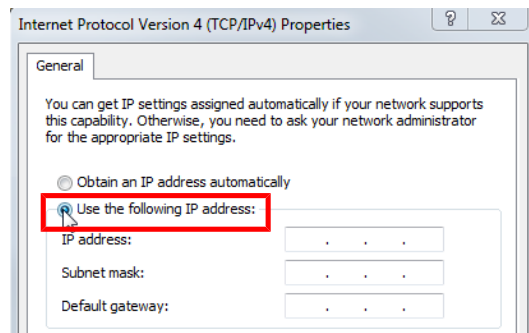 Internet Protocol Version 4 (TCP/IPv4) Properties
General
You can get IP settings assigned automatically if your network supports
this capability. Otherwise, you need to ask your network administrator
for the appropriate IP settings.
Obtain an IP address automatically
Use the following IP address:
IP address:
Subnet mask:
Default gateway: